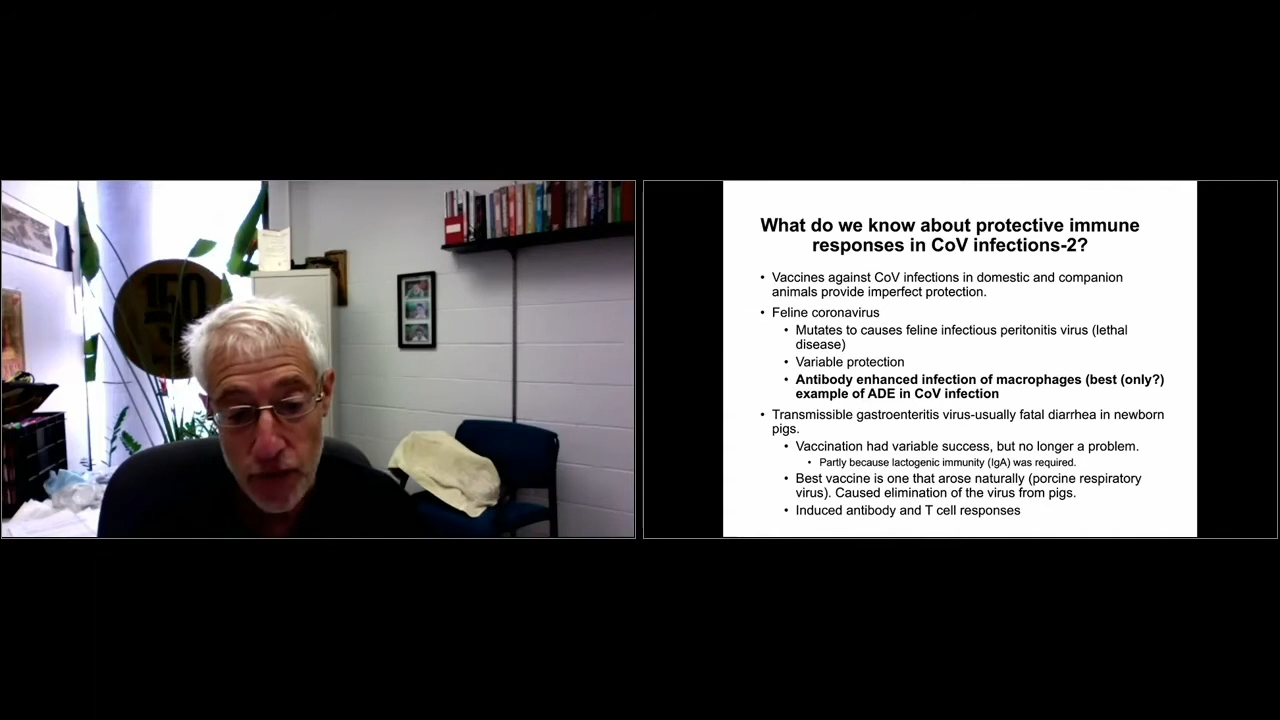 150
What do we know about protective immune
responses in CoV infections-2?
• Vaccines against CoV infections in domestic and companion
animals provide imperfect protection.
• Feline coronavirus
• Mutates to causes feline infectious peritonitis virus (lethal
disease)
• Variable protection
• Antibody enhanced infection of macrophages (best (only?)
example of ADE in CoV infection
• Transmissible gastroenteritis virus-usually fatal diarrhea in newborn
pigs.
• Vaccination had variable success, but no longer a problem.
• Partly because lactogenic immunity (IgA) was required.
• Best vaccine is one that arose naturally (porcine respiratory
virus). Caused elimination of the virus from pigs.
• Induced antibody and T cell responses